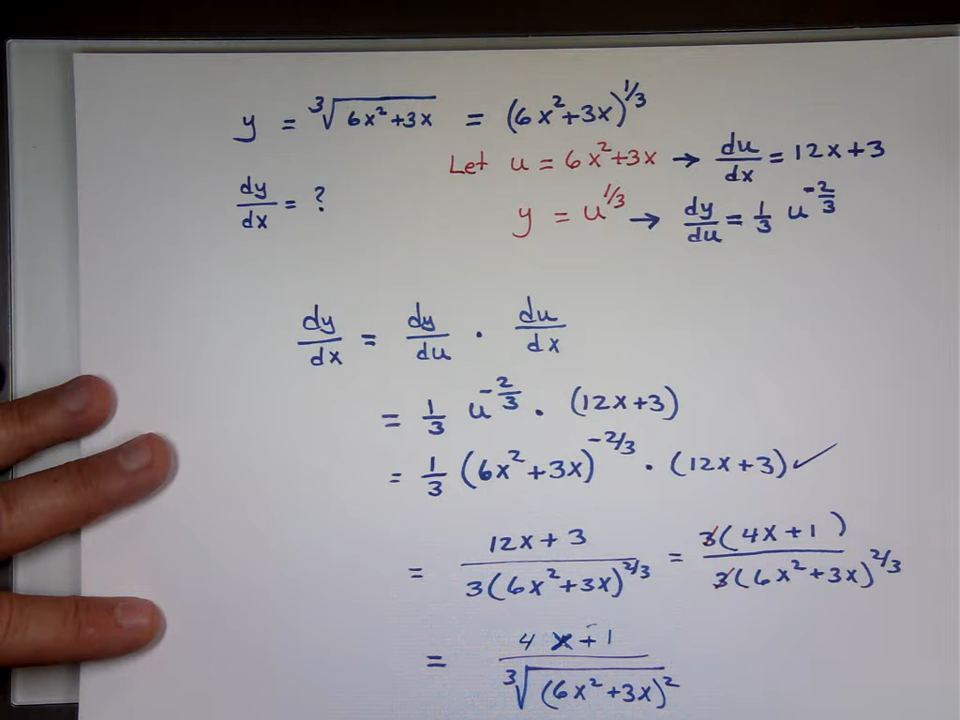 y = ∛(6x²+3x) = (6x²+3x)^{1/3}
Let u = 6x²+3x → du/dx = 12x+3
dy/dx = ?
y = u^{1/3} → dy/du = 1/3 u^{-2/3}
dy/dx = dy/du · du/dx
= 1/3 u^{-2/3} · (12x+3)
= 1/3 (6x²+3x)^{-2/3} · (12x+3) ✓
= (12x+3)/(3(6x²+3x)^{2/3}) = 3(4x+1)/(3(6x²+3x)^{2/3})
= (4x+1)/∛((6x²+3x)²)